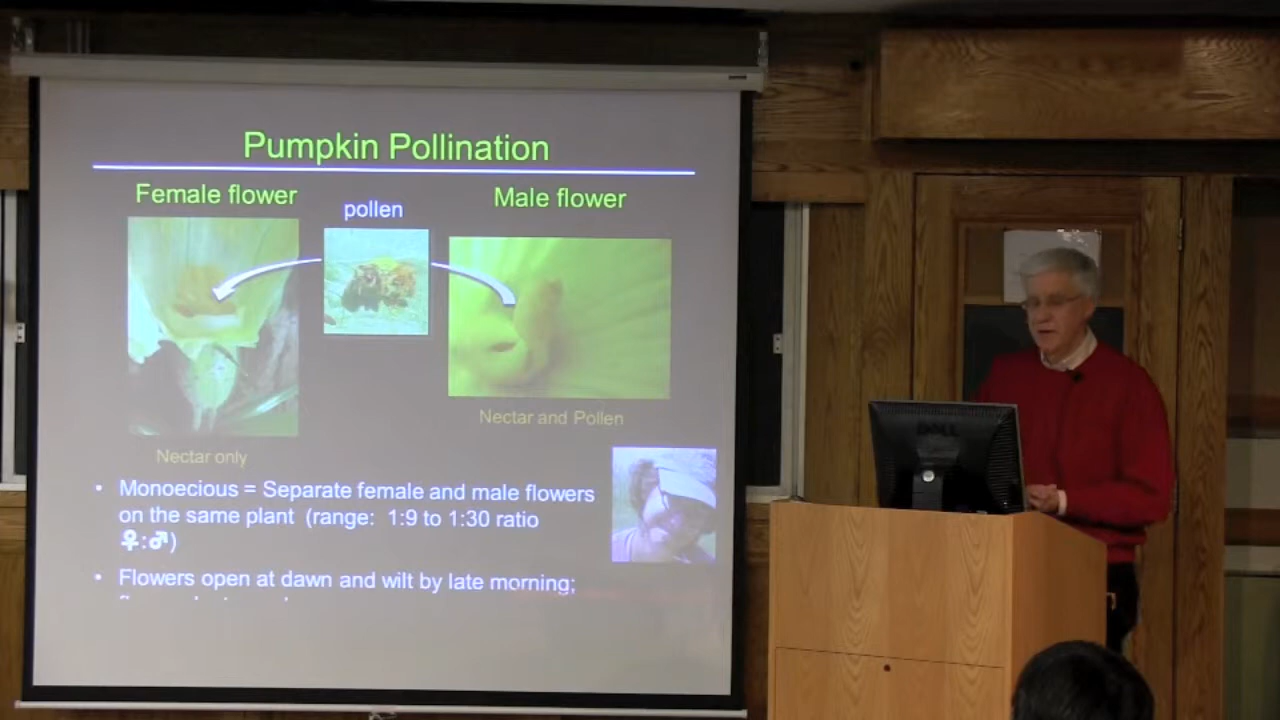 Pumpkin Pollination
Female flower
pollen
Male flower
Nectar and Pollen
Nectar only
• Monoecious = Separate female and male flowers
on the same plant (range: 1:9 to 1:30 ratio
♀:♂)
• Flowers open at dawn and wilt by late morning;
DELL